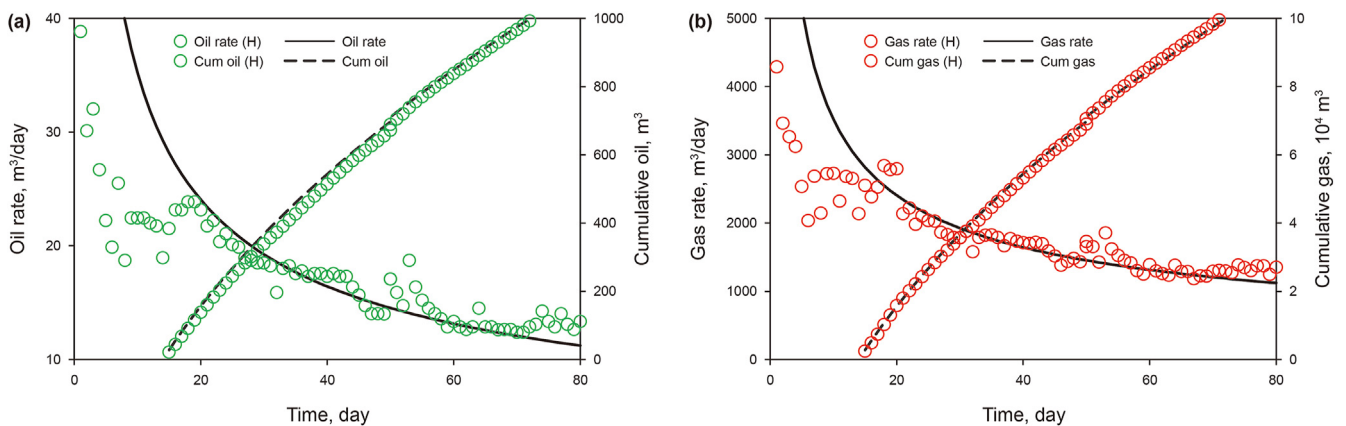 (a)
40
30
20
10
Oil rate, m³/day
Oil rate (H)
Oil rate
Cum oil (H)
Cum oil
1000
800
600
400
200
0
Cumulative oil, m³
0
20
40
60
80
Time, day
(b)
5000
4000
3000
2000
1000
0
Gas rate, m³/day
Gas rate (H)
Gas rate
Cum gas (H)
Cum gas
10
8
6
4
2
0
Cumulative gas, 10⁴ m³
0
20
40
60
80
Time, day